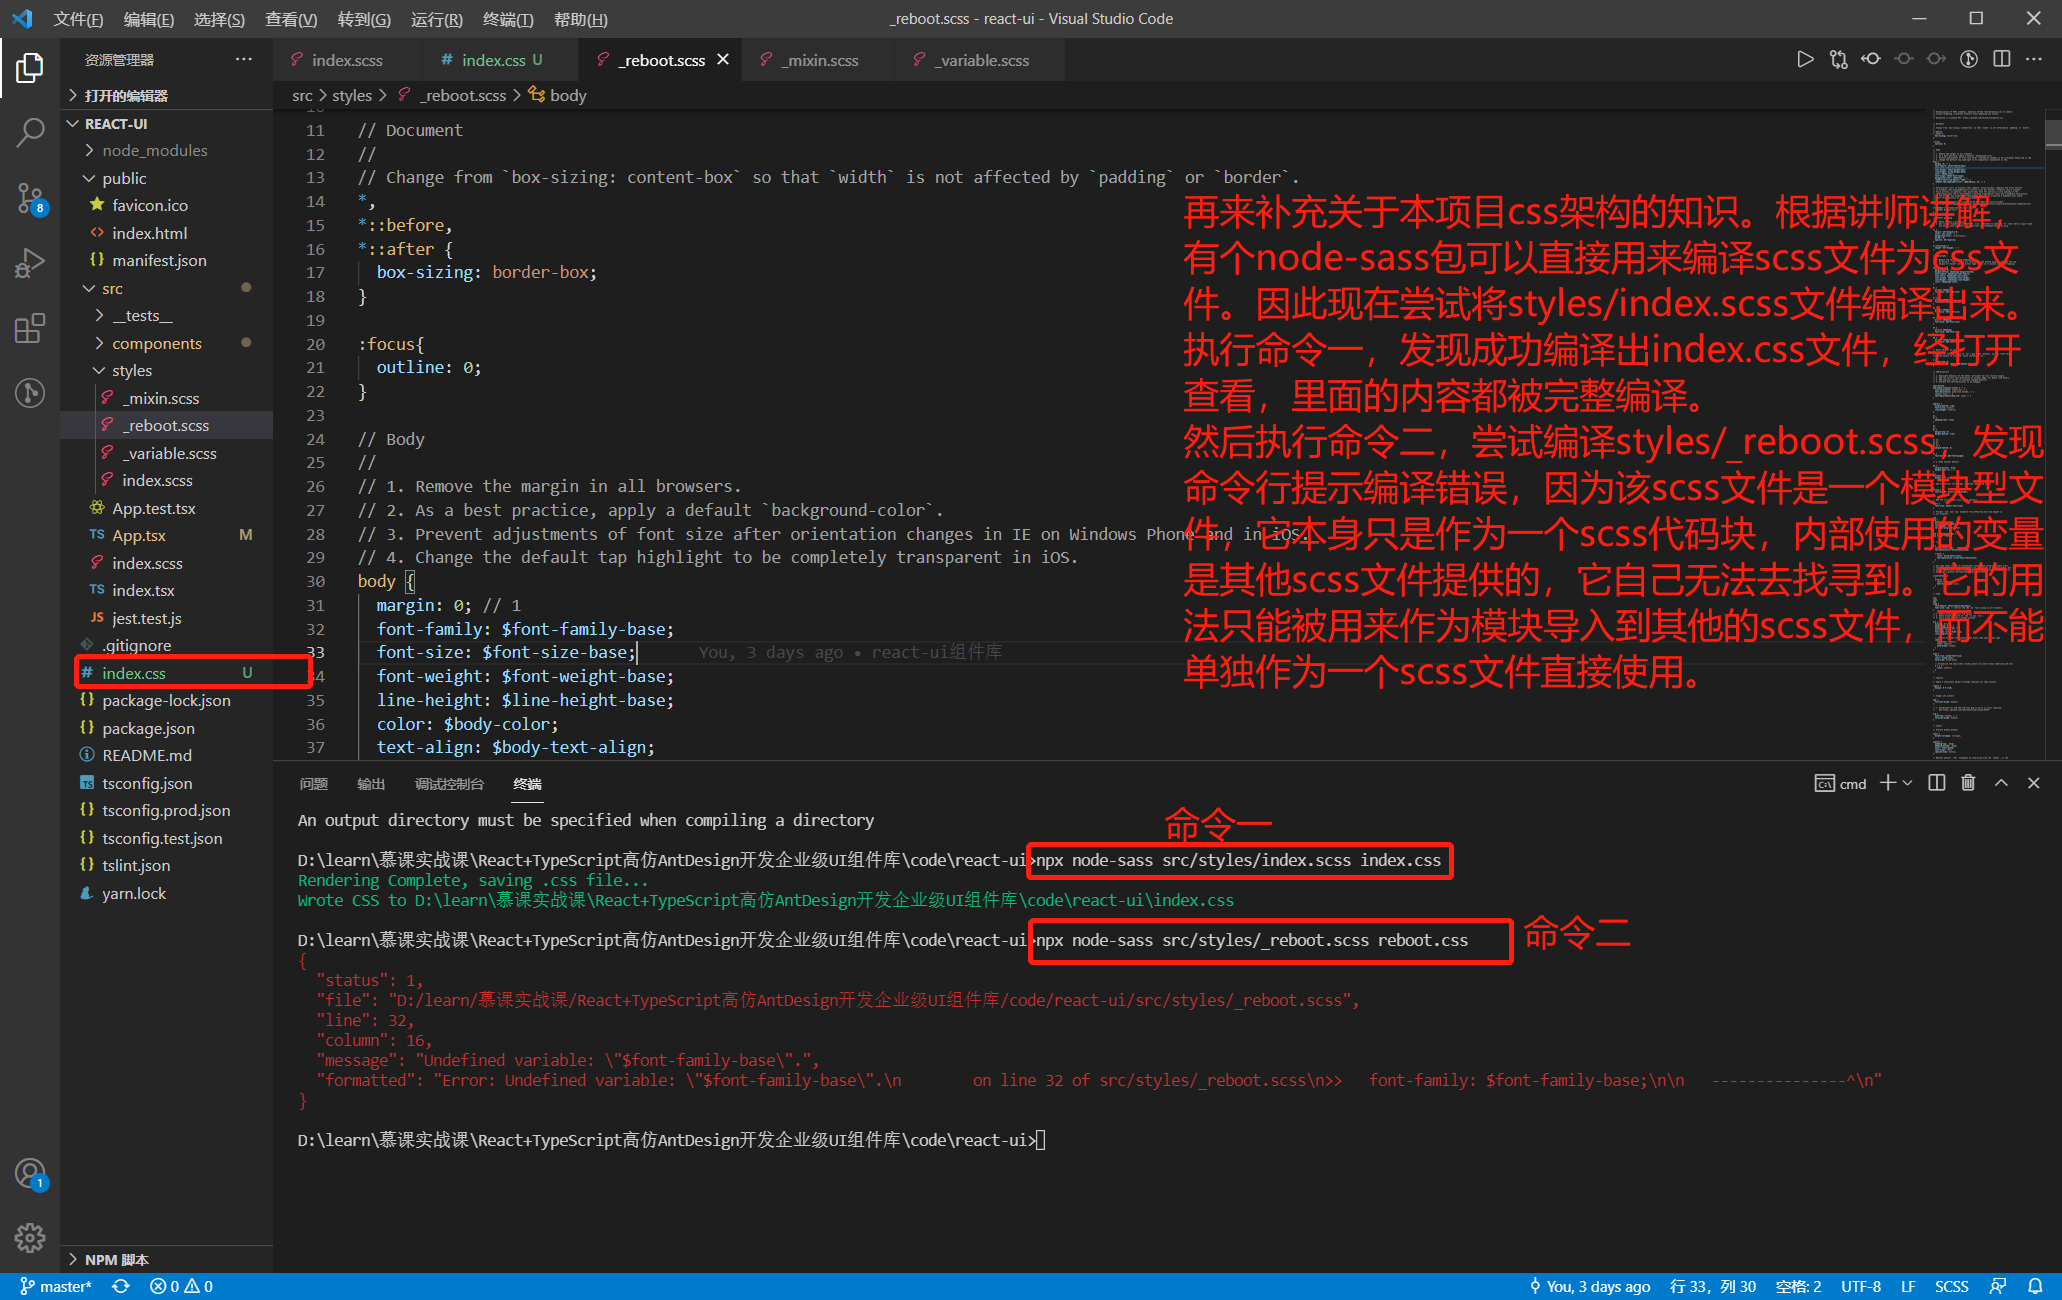 文件(F) 编辑(E) 选择(S) 查看(V) 转到(G) 运行(R) 终端(T) 帮助(H)
_reboot.scss - react-ui - Visual Studio Code
资源管理器
index.scss
index.css U
_reboot.scss
_mixin.scss
_variable.scss
打开的编辑器
src > styles > _reboot.scss > body
REACT-UI
node_modules
public
favicon.ico
index.html
manifest.json
src
__tests__
components
styles
_mixin.scss
_reboot.scss
_variable.scss
index.scss
App.test.tsx
App.tsx M
index.scss
index.tsx
jest.test.js
.gitignore
index.css U
package-lock.json
package.json
README.md
tsconfig.json
tsconfig.prod.json
tsconfig.test.json
tslint.json
yarn.lock
NPM 脚本
11 // Document
12 //
13 // Change from `box-sizing: content-box` so that `width` is not affected by `padding` or `border`.
14 *,
15 *::before,
16 *::after {
17 box-sizing: border-box;
18 }
19
20 :focus{
21 outline: 0;
22 }
23
24 // Body
25 //
26 // 1. Remove the margin in all browsers.
27 // 2. As a best practice, apply a default `background-color`.
28 // 3. Prevent adjustments of font size after orientation changes in IE on Windows Phone and in iOS.
29 // 4. Change the default tap highlight to be completely transparent in iOS.
30 body {
31 margin: 0; // 1
32 font-family: $font-family-base;
33 font-size: $font-size-base; You, 3 days ago • react-ui组件库
34 font-weight: $font-weight-base;
35 line-height: $line-height-base;
36 color: $body-color;
37 text-align: $body-text-align;
再来补充关于本项目css架构的知识。根据讲师讲解，
有个node-sass包可以直接用来编译scss文件为css文
件。因此现在尝试将styles/index.scss文件编译出来。
执行命令一，发现成功编译出index.css文件，经打开
查看，里面的内容都被完整编译。
然后执行命令二，尝试编译styles/_reboot.scss，发现
命令行提示编译错误，因为该scss文件是一个模块型文
件，它本身只是作为一个scss代码块，内部使用的变量
是其他scss文件提供的，它自己无法去找寻到。它的用
法只能被用来作为模块导入到其他的scss文件，而不能
单独作为一个scss文件直接使用。
问题 输出 调试控制台 终端
cmd
An output directory must be specified when compiling a directory
命令一
D:\learn\慕课实战课\React+TypeScript高仿AntDesign开发企业级UI组件库\code\react-ui>npx node-sass src/styles/index.scss index.css
Rendering Complete, saving .css file...
Wrote CSS to D:\learn\慕课实战课\React+TypeScript高仿AntDesign开发企业级UI组件库\code\react-ui\index.css
D:\learn\慕课实战课\React+TypeScript高仿AntDesign开发企业级UI组件库\code\react-ui>npx node-sass src/styles/_reboot.scss reboot.css
命令二
{
"status": 1,
"file": "D:/learn/慕课实战课/React+TypeScript高仿AntDesign开发企业级UI组件库/code/react-ui/src/styles/_reboot.scss",
"line": 32,
"column": 16,
"message": "Undefined variable: \"$font-family-base\".",
"formatted": "Error: Undefined variable: \"$font-family-base\".\n on line 32 of src/styles/_reboot.scss\n>> font-family: $font-family-base;\n\n ---------------^\n"
}
D:\learn\慕课实战课\React+TypeScript高仿AntDesign开发企业级UI组件库\code\react-ui>
8
1
master* 0 0
You, 3 days ago 行 33，列 30 空格: 2 UTF-8 LF SCSS